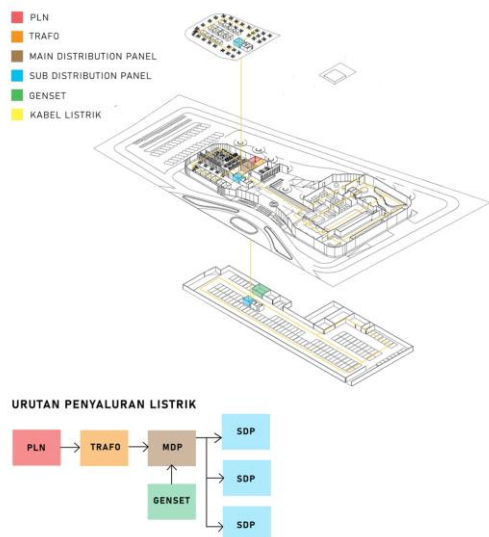 PLN
TRAFO
MAIN DISTRIBUTION PANEL
SUB DISTRIBUTION PANEL
GENSET
KABEL LISTRIK
URUTAN PENYALURAN LISTRIK
PLN
TRAFO
MDP
SDP
SDP
GENSET
SDP